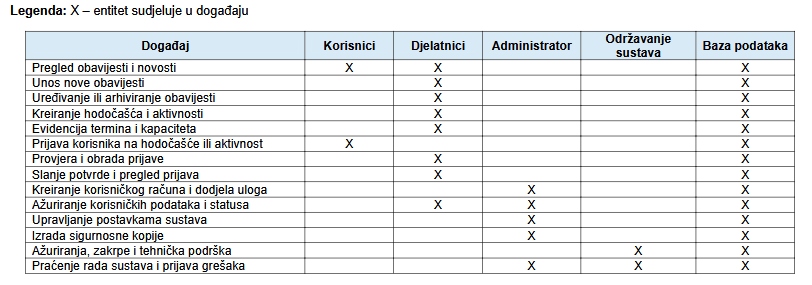 Legenda: X – entitet sudjeluje u događaju
Događaj Korisnici Djelatnici Administrator Održavanje sustava Baza podataka
Pregled obavijesti i novosti X X X
Unos nove obavijesti X X
Uređivanje ili arhiviranje obavijesti X X
Kreiranje hodočašća i aktivnosti X X
Evidencija termina i kapaciteta X X
Prijava korisnika na hodočašće ili aktivnost X X
Provjera i obrada prijave X X
Slanje potvrde i pregled prijava X X
Kreiranje korisničkog računa i dodjela uloga X X
Ažuriranje korisničkih podataka i statusa X X X
Upravljanje postavkama sustava X X
Izrada sigurnosne kopije X X
Ažuriranja, zakrpe i tehnička podrška X X
Praćenje rada sustava i prijava grešaka X X X